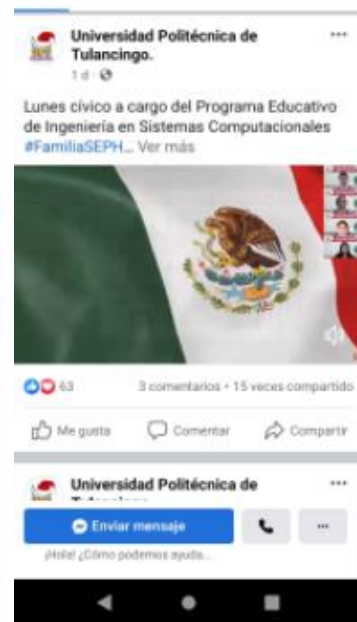 Universidad Politécnica de
Tulancingo.
1 d
Lunes cívico a cargo del Programa Educativo
de Ingeniería en Sistemas Computacionales
#FamiliaSEPH... Ver más
63
3 comentarios • 15 veces compartido
Me gusta
Comentar
Compartir
Universidad Politécnica de
Enviar mensaje
¡Hola! ¿Cómo podemos ayuda...